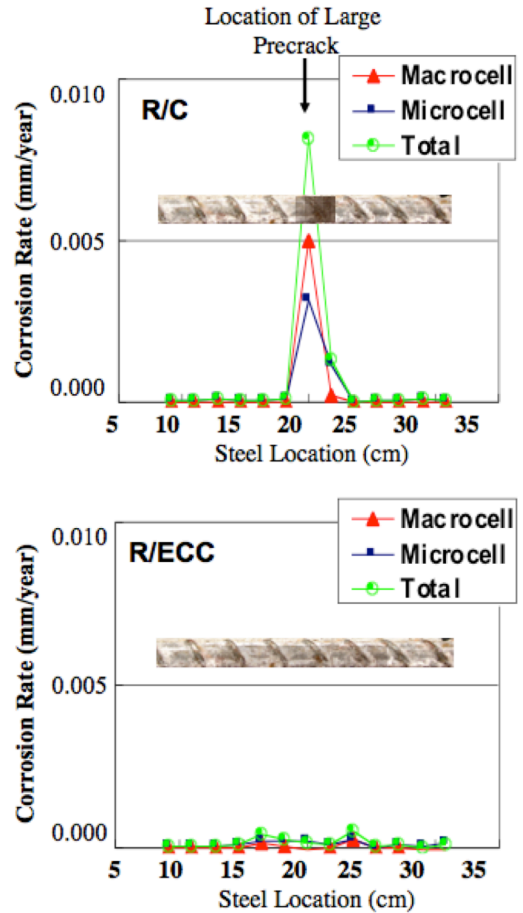 Location of Large
Precrack
Macrocell
Microcell
Total
R/C
0.010
0.005
0.000
Corrosion Rate (mm/year)
5 10 15 20 25 30 35
Steel Location (cm)
Macrocell
Microcell
Total
R/ECC
0.010
0.005
0.000
Corrosion Rate (mm/year)
5 10 15 20 25 30 35
Steel Location (cm)